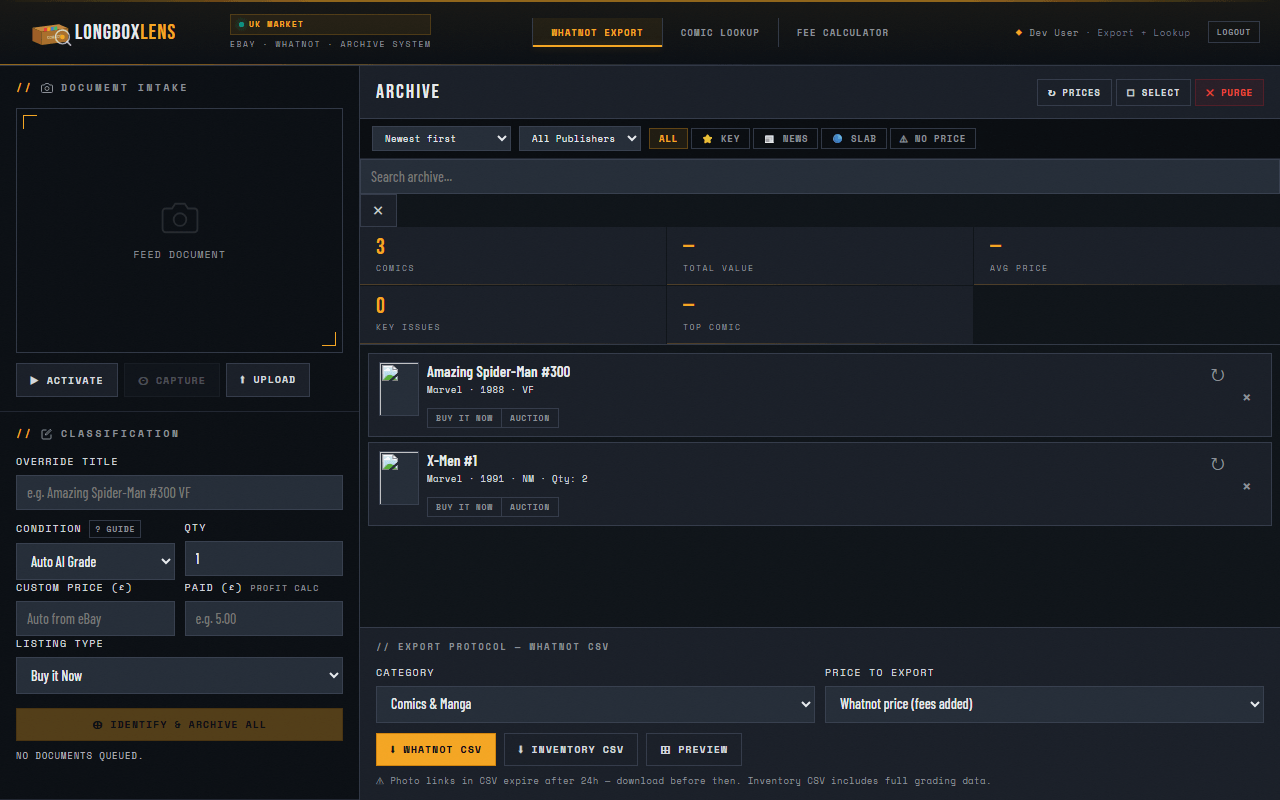 LONGBOXLENS
UK MARKET
EBAY · WHATNOT · ARCHIVE SYSTEM
WHATNOT EXPORT
COMIC LOOKUP
FEE CALCULATOR
◆ Dev User · Export + Lookup
LOGOUT
// DOCUMENT INTAKE
FEED DOCUMENT
▶ ACTIVATE
CAPTURE
⬆ UPLOAD
// CLASSIFICATION
OVERRIDE TITLE
e.g. Amazing Spider-Man #300 VF
CONDITION ? GUIDE
QTY
Auto AI Grade
1
CUSTOM PRICE (£)
PAID (£) PROFIT CALC
Auto from eBay
e.g. 5.00
LISTING TYPE
Buy it Now
⊕ IDENTIFY & ARCHIVE ALL
NO DOCUMENTS QUEUED.
ARCHIVE
↻ PRICES
☐ SELECT
✕ PURGE
Newest first
All Publishers
ALL
⭐ KEY
NEWS
SLAB
⚠ NO PRICE
Search archive...
✕
3
COMICS
—
TOTAL VALUE
—
AVG PRICE
0
KEY ISSUES
—
TOP COMIC
Amazing Spider-Man #300
Marvel · 1988 · VF
BUY IT NOW
AUCTION
↻
×
X-Men #1
Marvel · 1991 · NM · Qty: 2
BUY IT NOW
AUCTION
↻
×
// EXPORT PROTOCOL — WHATNOT CSV
CATEGORY
PRICE TO EXPORT
Comics & Manga
Whatnot price (fees added)
⬇ WHATNOT CSV
⬇ INVENTORY CSV
⊞ PREVIEW
⚠ Photo links in CSV expire after 24h — download before then. Inventory CSV includes full grading data.